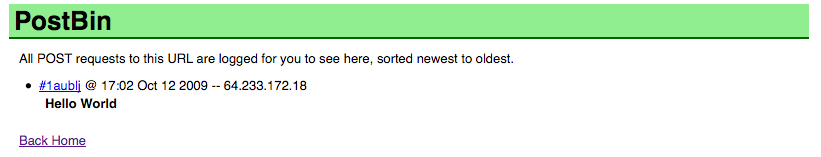 PostBin
All POST requests to this URL are logged for you to see here, sorted newest to oldest.
• #1aublj @ 17:02 Oct 12 2009 -- 64.233.172.18
Hello World
Back Home